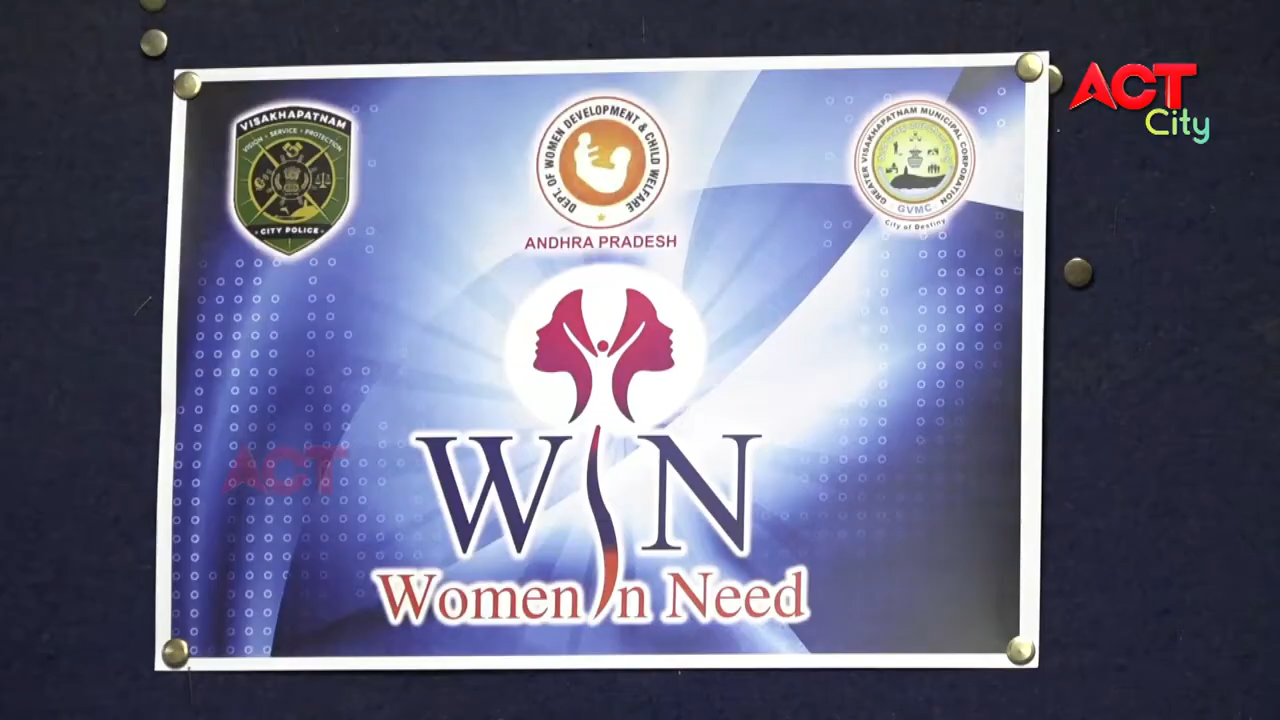 VISAKHAPATNAM
VISION • SERVICE • PROTECTION
• CITY POLICE •
DEPT. OF WOMEN DEVELOPMENT & CHILD WELFARE
ANDHRA PRADESH
GREATER VISAKHAPATNAM MUNICIPAL CORPORATION
GVMC
City of Destiny
ACT
City
ACT
WIN
Women In Need